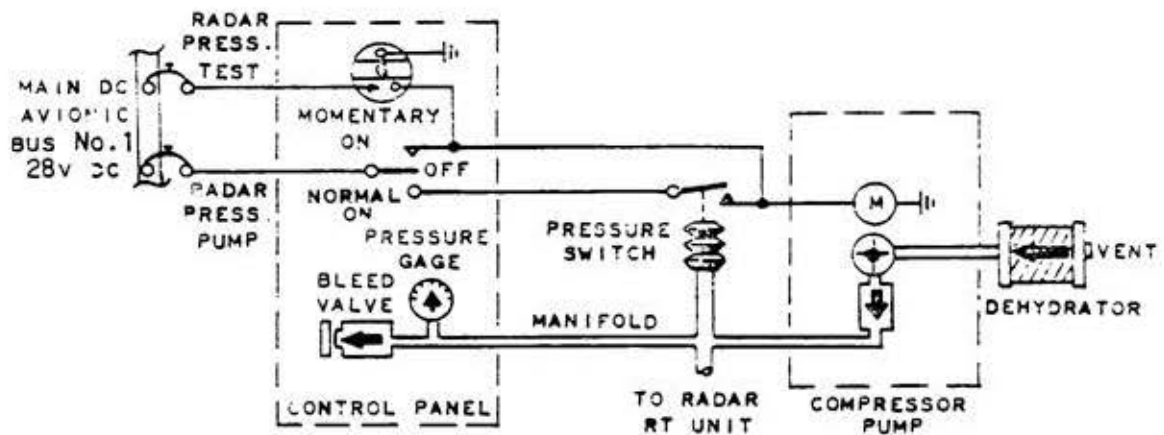 RADAR
PRESS.
TEST
MAIN DC
AVIONIC
BUS No.1
28V DC
MOMENTARY
ON
OFF
NORMAL
ON
RADAR
PRESS.
PUMP
PRESSURE
GAGE
BLEED
VALVE
PRESSURE
SWITCH
M
VENT
DEHYDRATOR
MANIFOLD
CONTROL PANEL
TO RADAR
RT UNIT
COMPRESSOR
PUMP